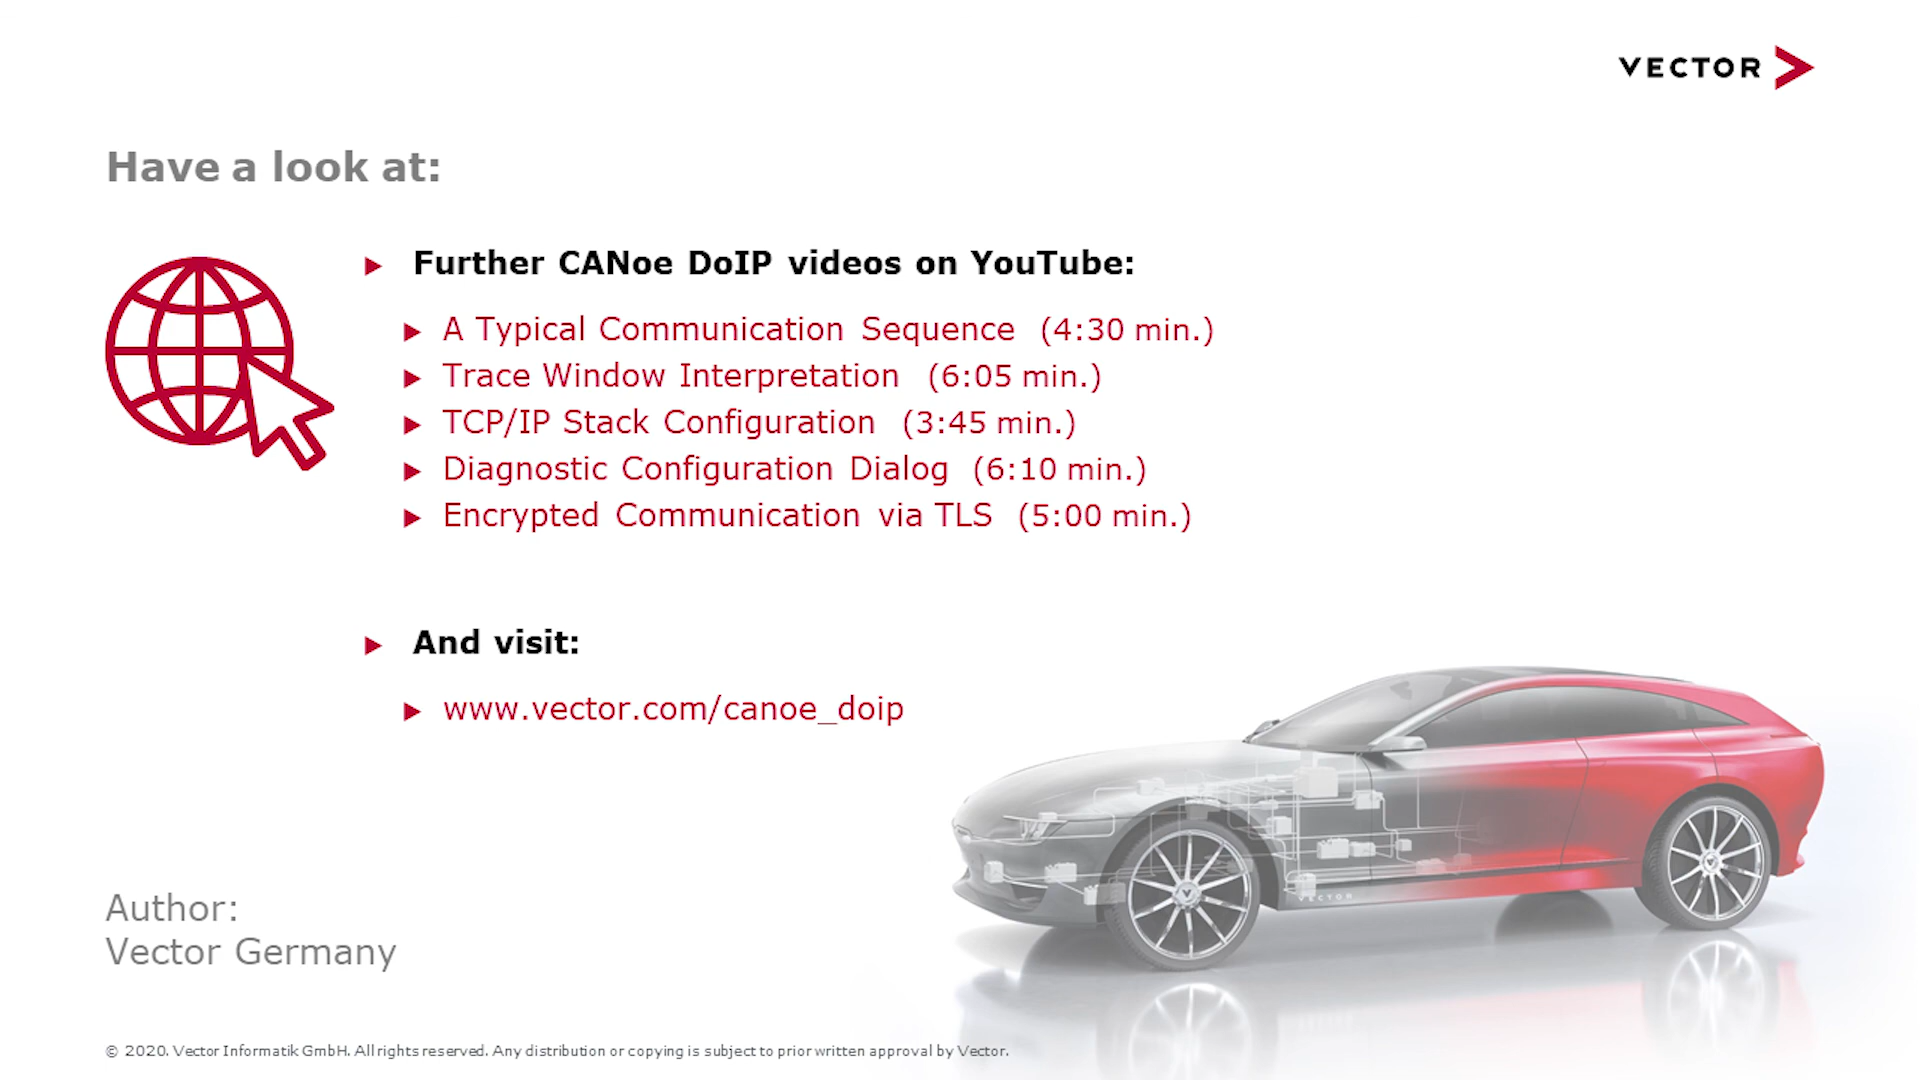 VECTOR
Have a look at:
Further CANoe DoIP videos on YouTube:
A Typical Communication Sequence (4:30 min.)
Trace Window Interpretation (6:05 min.)
TCP/IP Stack Configuration (3:45 min.)
Diagnostic Configuration Dialog (6:10 min.)
Encrypted Communication via TLS (5:00 min.)
And visit:
www.vector.com/canoe_doip
VECTOR
Author:
Vector Germany
© 2020. Vector Informatik GmbH. All rights reserved. Any distribution or copying is subject to prior written approval by Vector.